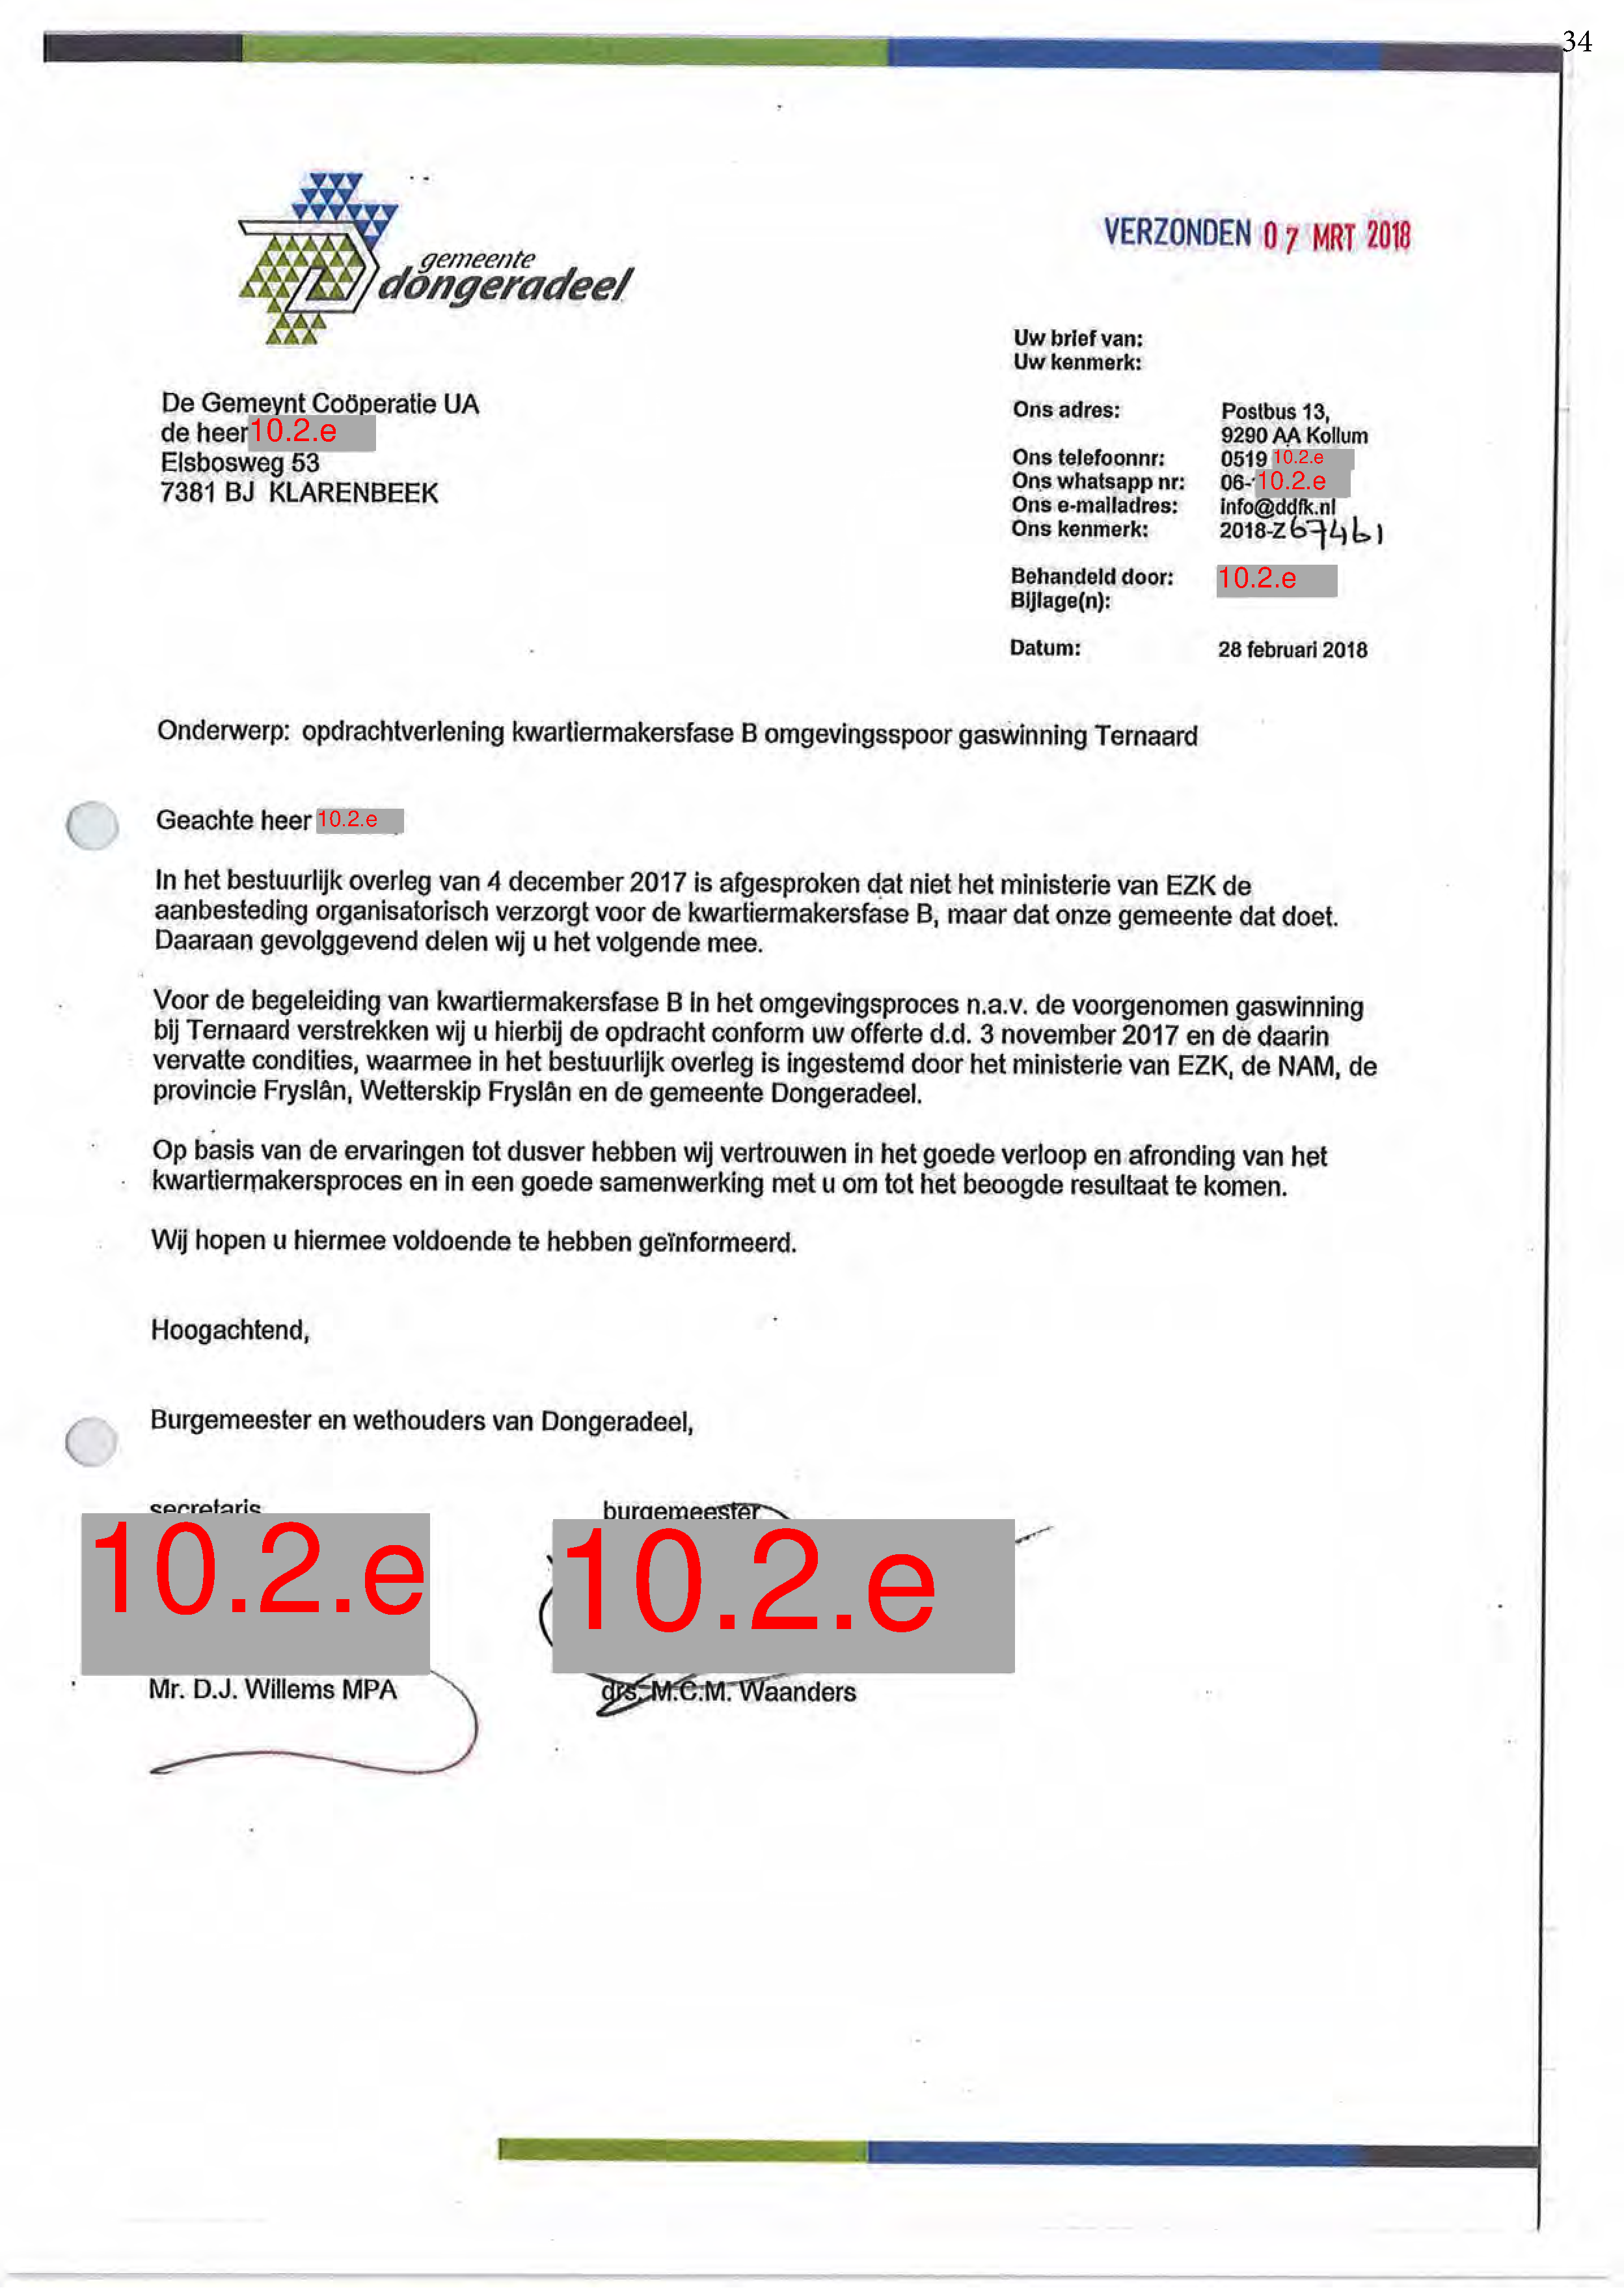 34
gemeente
dongeradeel
VERZONDEN 07 MRT 2018
De Gemeynt Coöperatie UA
de heer 10.2.e
Elsbosweg 53
7381 BJ KLARENBEEK
Uw brief van:
Uw kenmerk:
Ons adres: Postbus 13,
9290 AA Kollum
Ons telefoonnr: 0519 10.2.e
Ons whatsapp nr: 06- 10.2.e
Ons e-mailadres: info@ddfk.nl
Ons kenmerk: 2018-Z67461
Behandeld door: 10.2.e
Bijlage(n):
Datum: 28 februari 2018
Onderwerp: opdrachtverlening kwartiermakersfase B omgevingsspoor gaswinning Ternaard
Geachte heer 10.2.e
In het bestuurlijk overleg van 4 december 2017 is afgesproken dat niet het ministerie van EZK de
aanbesteding organisatorisch verzorgt voor de kwartiermakersfase B, maar dat onze gemeente dat doet.
Daaraan gevolggevend delen wij u het volgende mee.
Voor de begeleiding van kwartiermakersfase B in het omgevingsproces n.a.v. de voorgenomen gaswinning
bij Ternaard verstrekken wij u hierbij de opdracht conform uw offerte d.d. 3 november 2017 en de daarin
vervatte condities, waarmee in het bestuurlijk overleg is ingestemd door het ministerie van EZK, de NAM, de
provincie Fryslân, Wetterskip Fryslân en de gemeente Dongeradeel.
Op basis van de ervaringen tot dusver hebben wij vertrouwen in het goede verloop en afronding van het
kwartiermakersproces en in een goede samenwerking met u om tot het beoogde resultaat te komen.
Wij hopen u hiermee voldoende te hebben geïnformeerd.
Hoogachtend,
Burgemeester en wethouders van Dongeradeel,
secretaris burgemeester
10.2.e 10.2.e
Mr. D.J. Willems MPA drs. M.C.M. Waanders